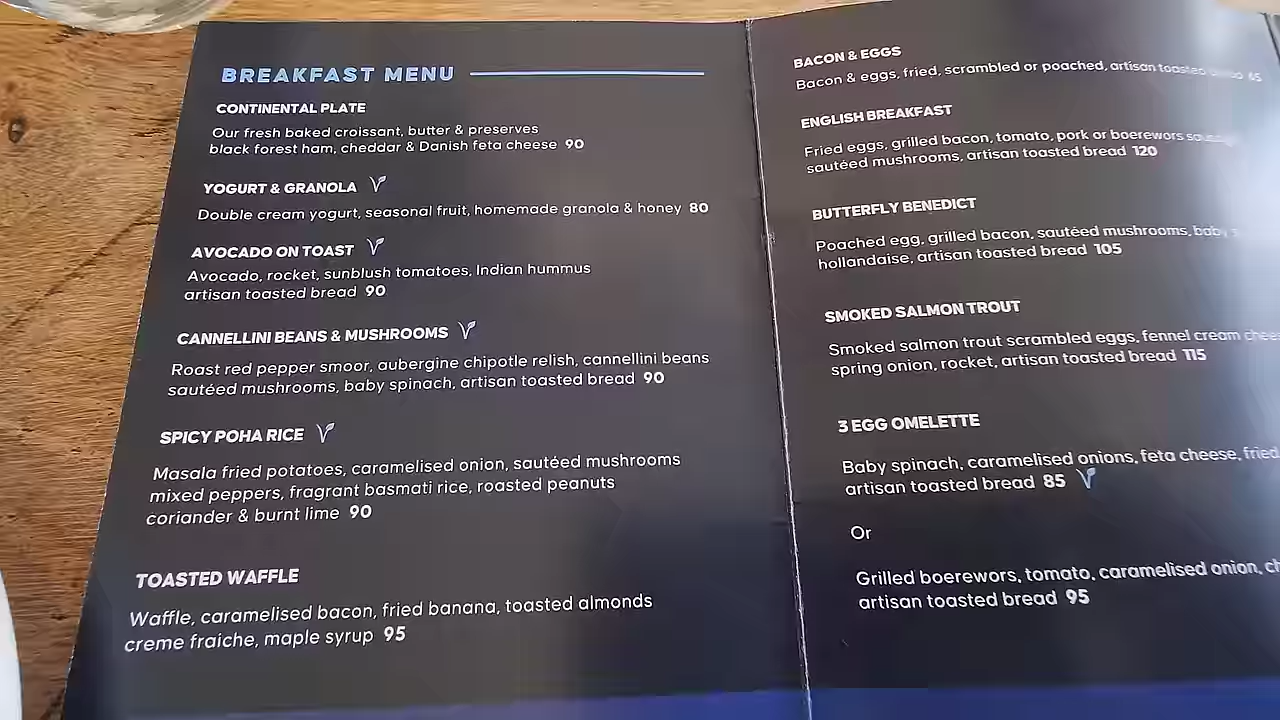 BREAKFAST MENU
CONTINENTAL PLATE
Our fresh baked croissant, butter & preserves
black forest ham, cheddar & Danish feta cheese 90
YOGURT & GRANOLA
Double cream yogurt, seasonal fruit, homemade granola & honey 80
AVOCADO ON TOAST
Avocado, rocket, sunblush tomatoes, Indian hummus
artisan toasted bread 90
CANNELLINI BEANS & MUSHROOMS
Roast red pepper smoor, aubergine chipotle relish, cannellini beans
sautéed mushrooms, baby spinach, artisan toasted bread 90
SPICY POHA RICE
Masala fried potatoes, caramelised onion, sautéed mushrooms
mixed peppers, fragrant basmati rice, roasted peanuts
coriander & burnt lime 90
TOASTED WAFFLE
Waffle, caramelised bacon, fried banana, toasted almonds
creme fraiche, maple syrup 95
BACON & EGGS
Bacon & eggs, fried, scrambled or poached, artisan toasted
ENGLISH BREAKFAST
Fried eggs, grilled bacon, tomato, pork or boerewors
sautéed mushrooms, artisan toasted bread 120
BUTTERFLY BENEDICT
Poached egg, grilled bacon, sautéed mushrooms, baby
hollandaise, artisan toasted bread 105
SMOKED SALMON TROUT
Smoked salmon trout scrambled eggs, fennel cream
spring onion, rocket, artisan toasted bread 115
3 EGG OMELETTE
Baby spinach, caramelised onions, feta cheese, fried
artisan toasted bread 85
Or
Grilled boerewors, tomato, caramelised onion,
artisan toasted bread 95